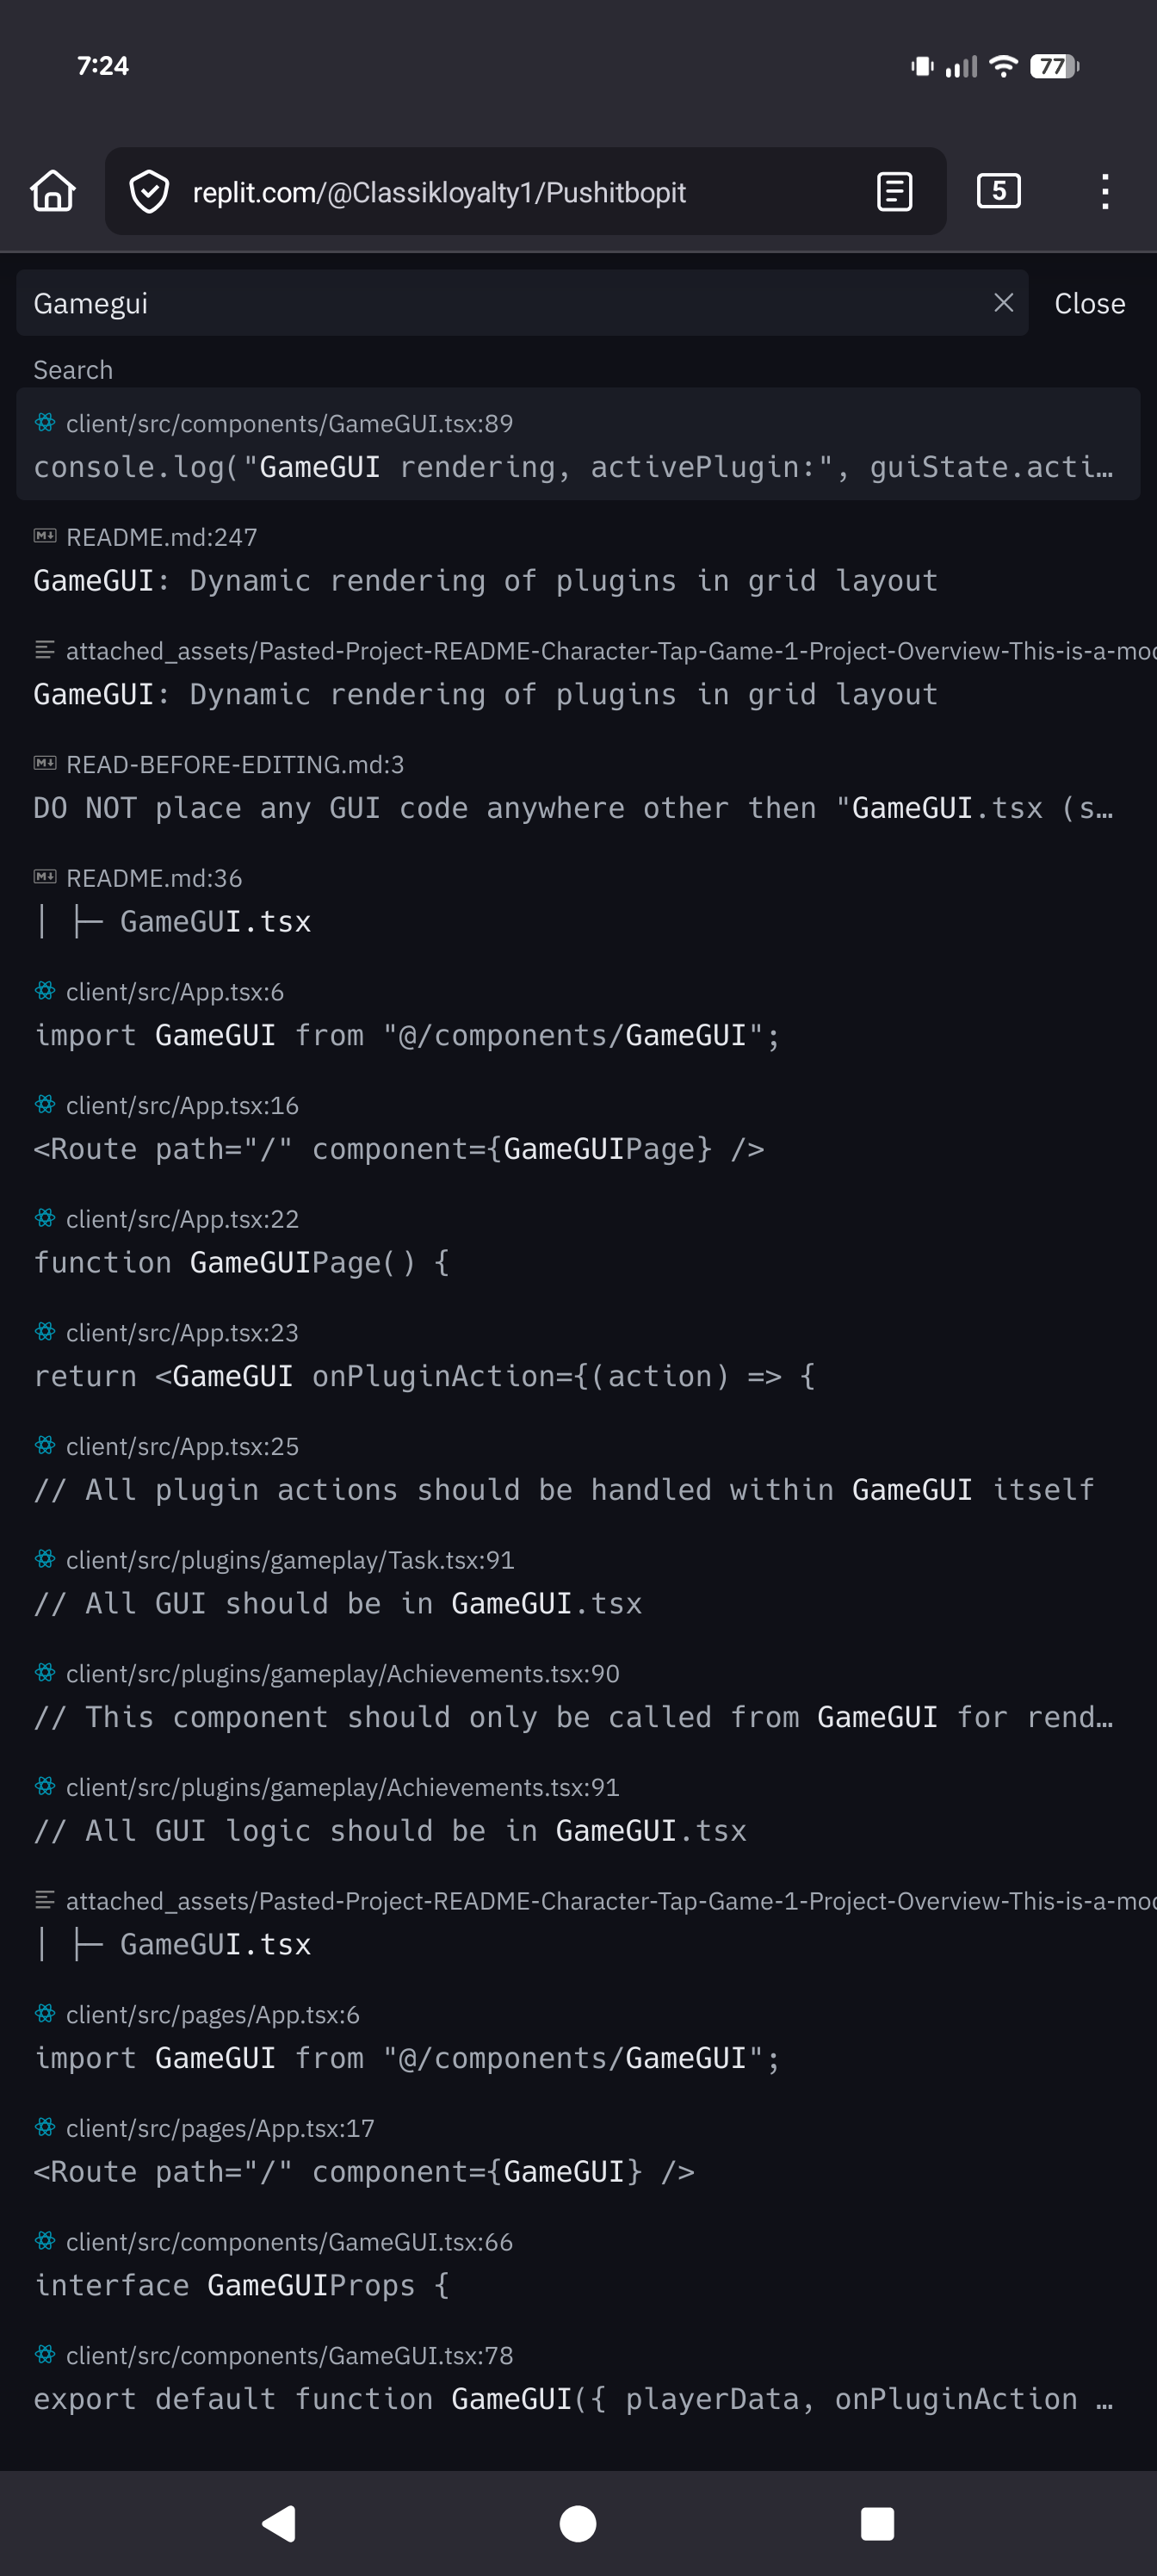 7:24
77
replit.com/@Classikloyalty1/Pushitbopit
5
Gamegui
Close
Search
client/src/components/GameGUI.tsx:89
console.log("GameGUI rendering, activePlugin:", guiState.acti…
README.md:247
GameGUI: Dynamic rendering of plugins in grid layout
attached_assets/Pasted-Project-README-Character-Tap-Game-1-Project-Overview-This-is-a-moc
GameGUI: Dynamic rendering of plugins in grid layout
READ-BEFORE-EDITING.md:3
DO NOT place any GUI code anywhere other then "GameGUI.tsx (s…
README.md:36
│ ├─ GameGUI.tsx
client/src/App.tsx:6
import GameGUI from "@/components/GameGUI";
client/src/App.tsx:16
<Route path="/" component={GameGUIPage} />
client/src/App.tsx:22
function GameGUIPage() {
client/src/App.tsx:23
return <GameGUI onPluginAction={(action) => {
client/src/App.tsx:25
// All plugin actions should be handled within GameGUI itself
client/src/plugins/gameplay/Task.tsx:91
// All GUI should be in GameGUI.tsx
client/src/plugins/gameplay/Achievements.tsx:90
// This component should only be called from GameGUI for rend…
client/src/plugins/gameplay/Achievements.tsx:91
// All GUI logic should be in GameGUI.tsx
attached_assets/Pasted-Project-README-Character-Tap-Game-1-Project-Overview-This-is-a-moc
│ ├─ GameGUI.tsx
client/src/pages/App.tsx:6
import GameGUI from "@/components/GameGUI";
client/src/pages/App.tsx:17
<Route path="/" component={GameGUI} />
client/src/components/GameGUI.tsx:66
interface GameGUIProps {
client/src/components/GameGUI.tsx:78
export default function GameGUI({ playerData, onPluginAction …